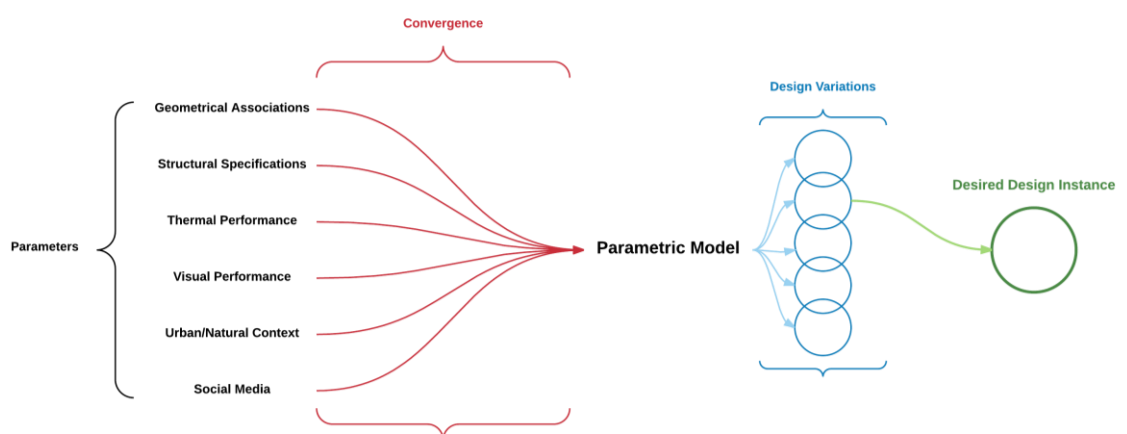 Convergence
Design Variations
Geometrical Associations
Structural Specifications
Desired Design Instance
Thermal Performance
Parameters
Parametric Model
Visual Performance
Urban/Natural Context
Social Media